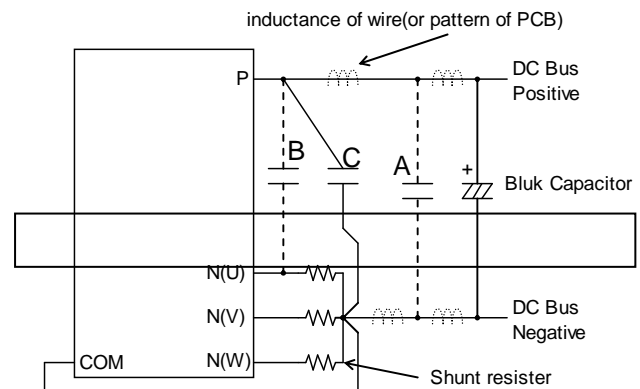 inductance of wire(or pattern of PCB)
P
DC Bus
Positive
B
C
A
+
Bluk Capacitor
N(U)
N(V)
DC Bus
Negative
COM
N(W)
Shunt resister